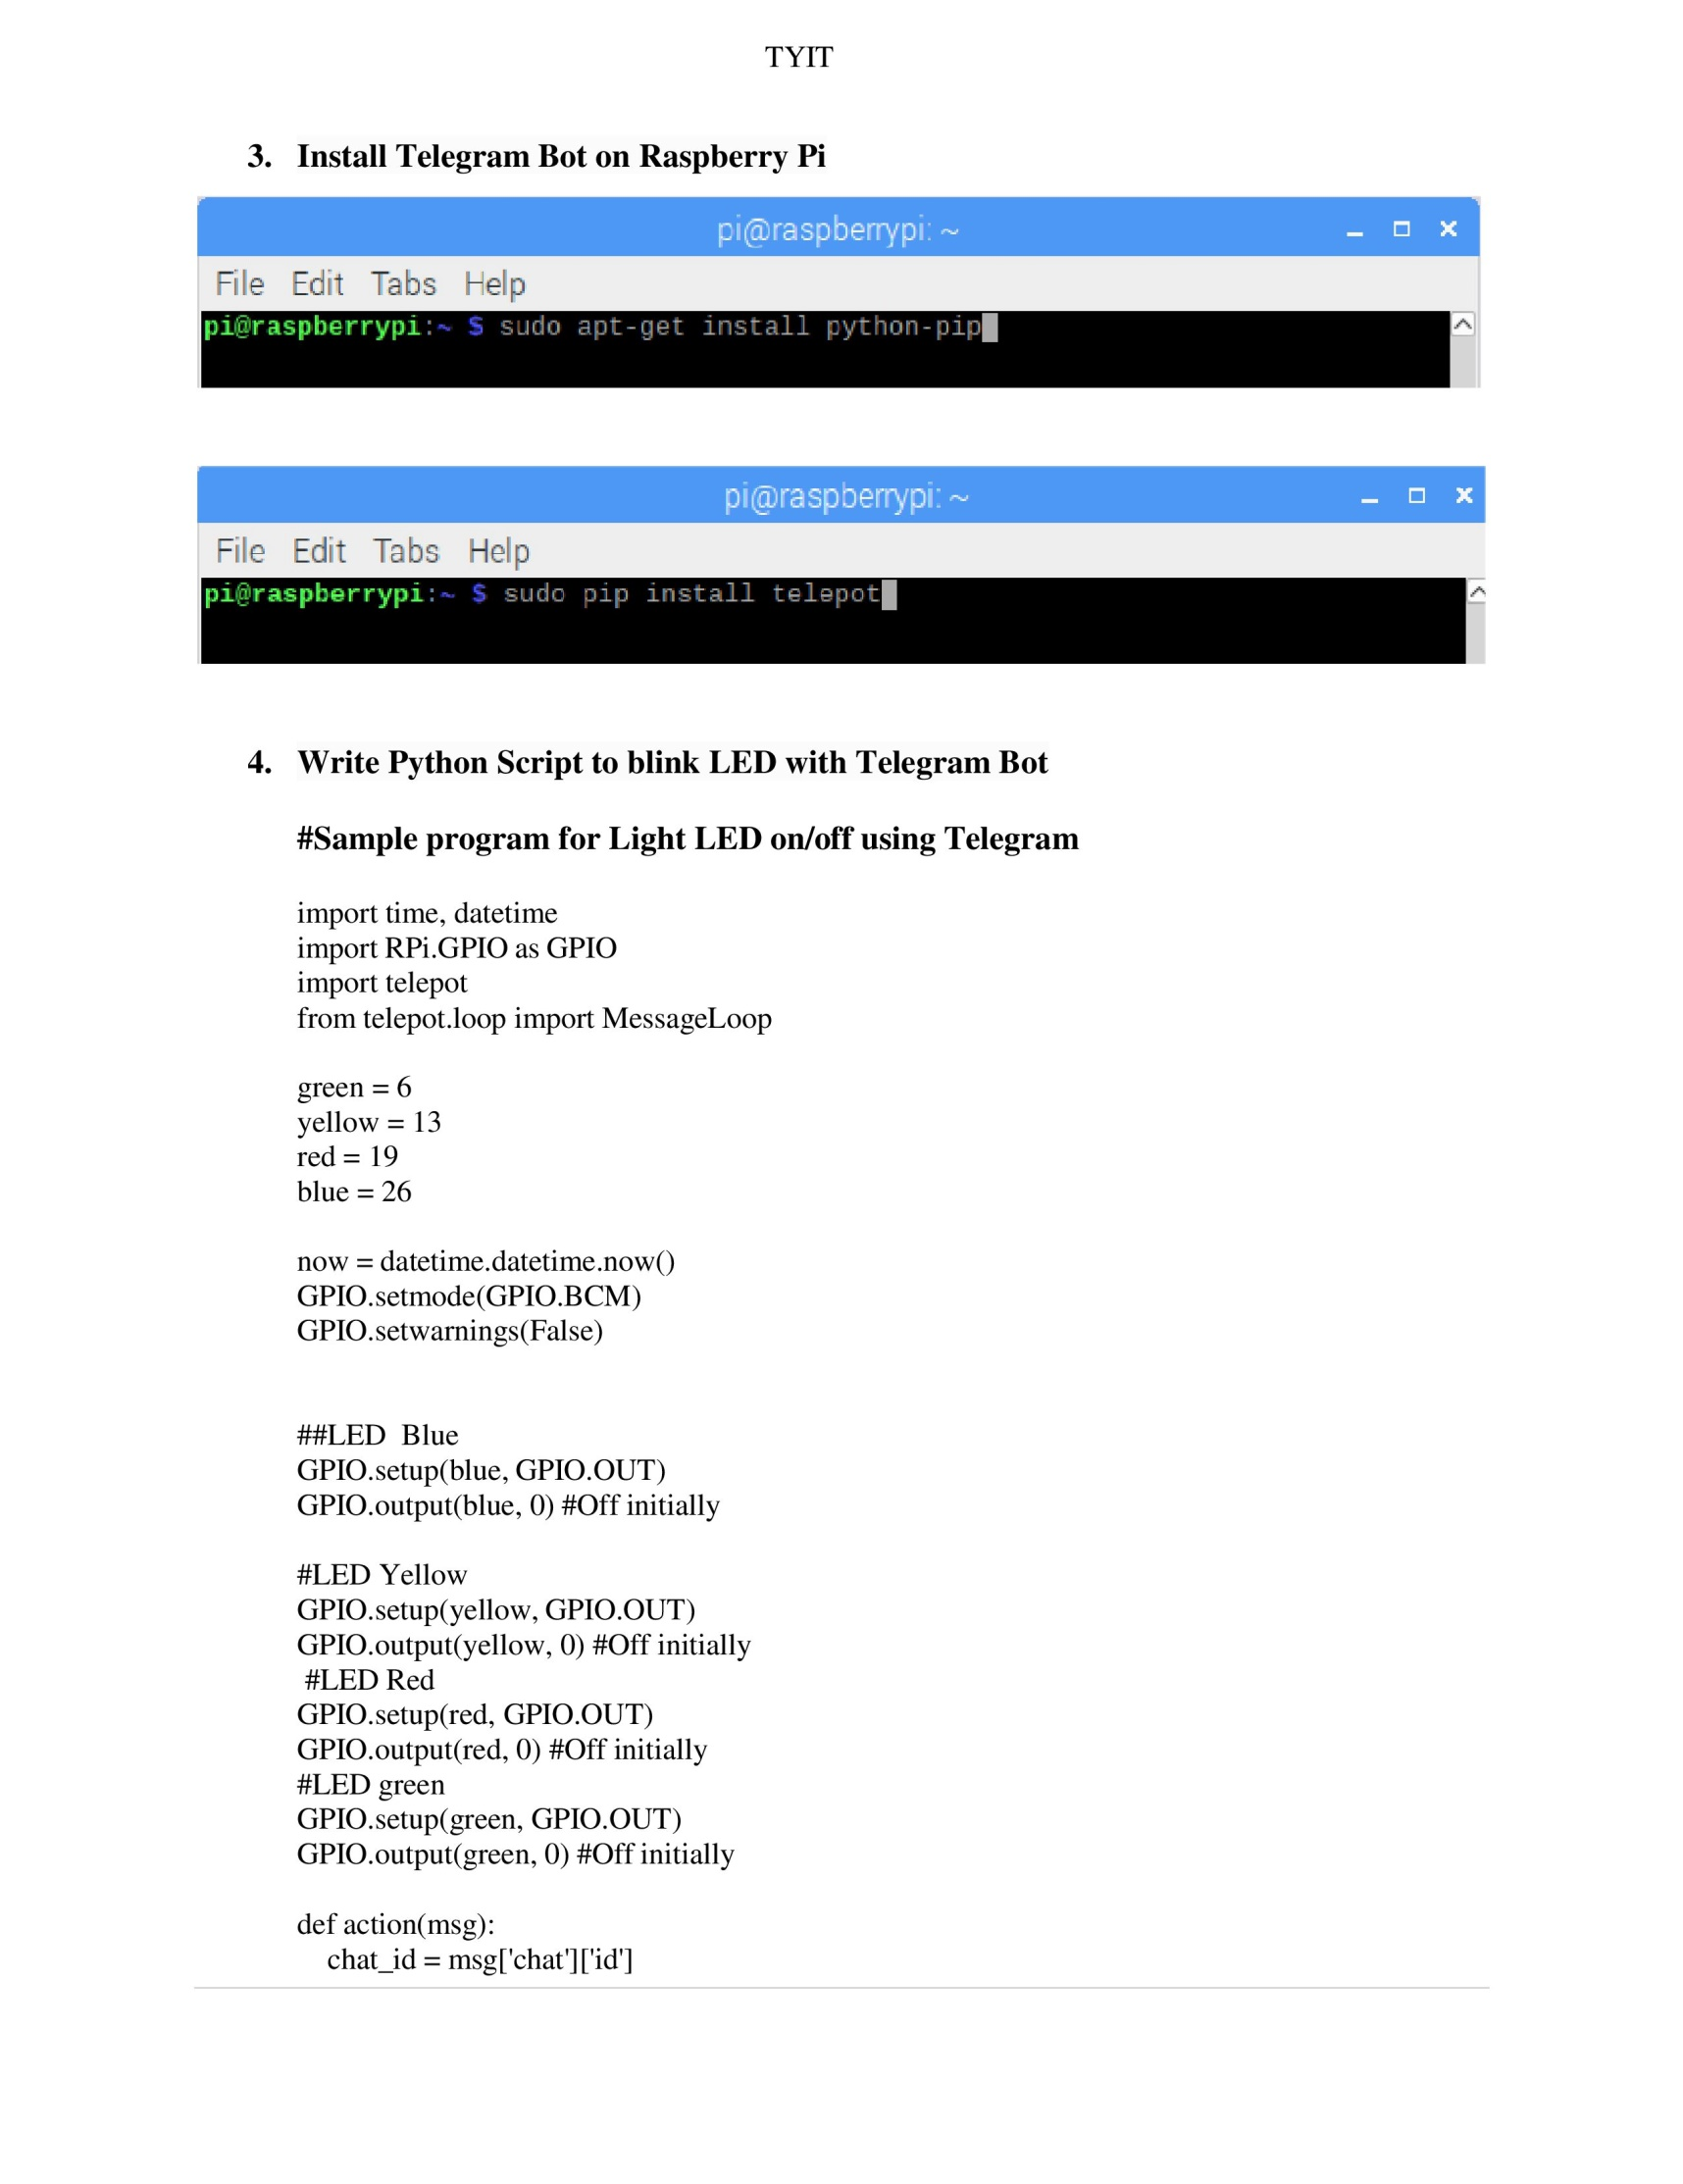 TYIT
3. Install Telegram Bot on Raspberry Pi
pi@raspberrypi: ~
File Edit Tabs Help
pi@raspberrypi:~ $ sudo apt-get install python-pip
pi@raspberrypi: ~
File Edit Tabs Help
pi@raspberrypi:~ $ sudo pip install telepot
4. Write Python Script to blink LED with Telegram Bot
#Sample program for Light LED on/off using Telegram
import time, datetime
import RPi.GPIO as GPIO
import telepot
from telepot.loop import MessageLoop
green = 6
yellow = 13
red = 19
blue = 26
now = datetime.datetime.now()
GPIO.setmode(GPIO.BCM)
GPIO.setwarnings(False)
##LED  Blue
GPIO.setup(blue, GPIO.OUT)
GPIO.output(blue, 0) #Off initially
#LED Yellow
GPIO.setup(yellow, GPIO.OUT)
GPIO.output(yellow, 0) #Off initially
#LED Red
GPIO.setup(red, GPIO.OUT)
GPIO.output(red, 0) #Off initially
#LED green
GPIO.setup(green, GPIO.OUT)
GPIO.output(green, 0) #Off initially
def action(msg):
    chat_id = msg['chat']['id']